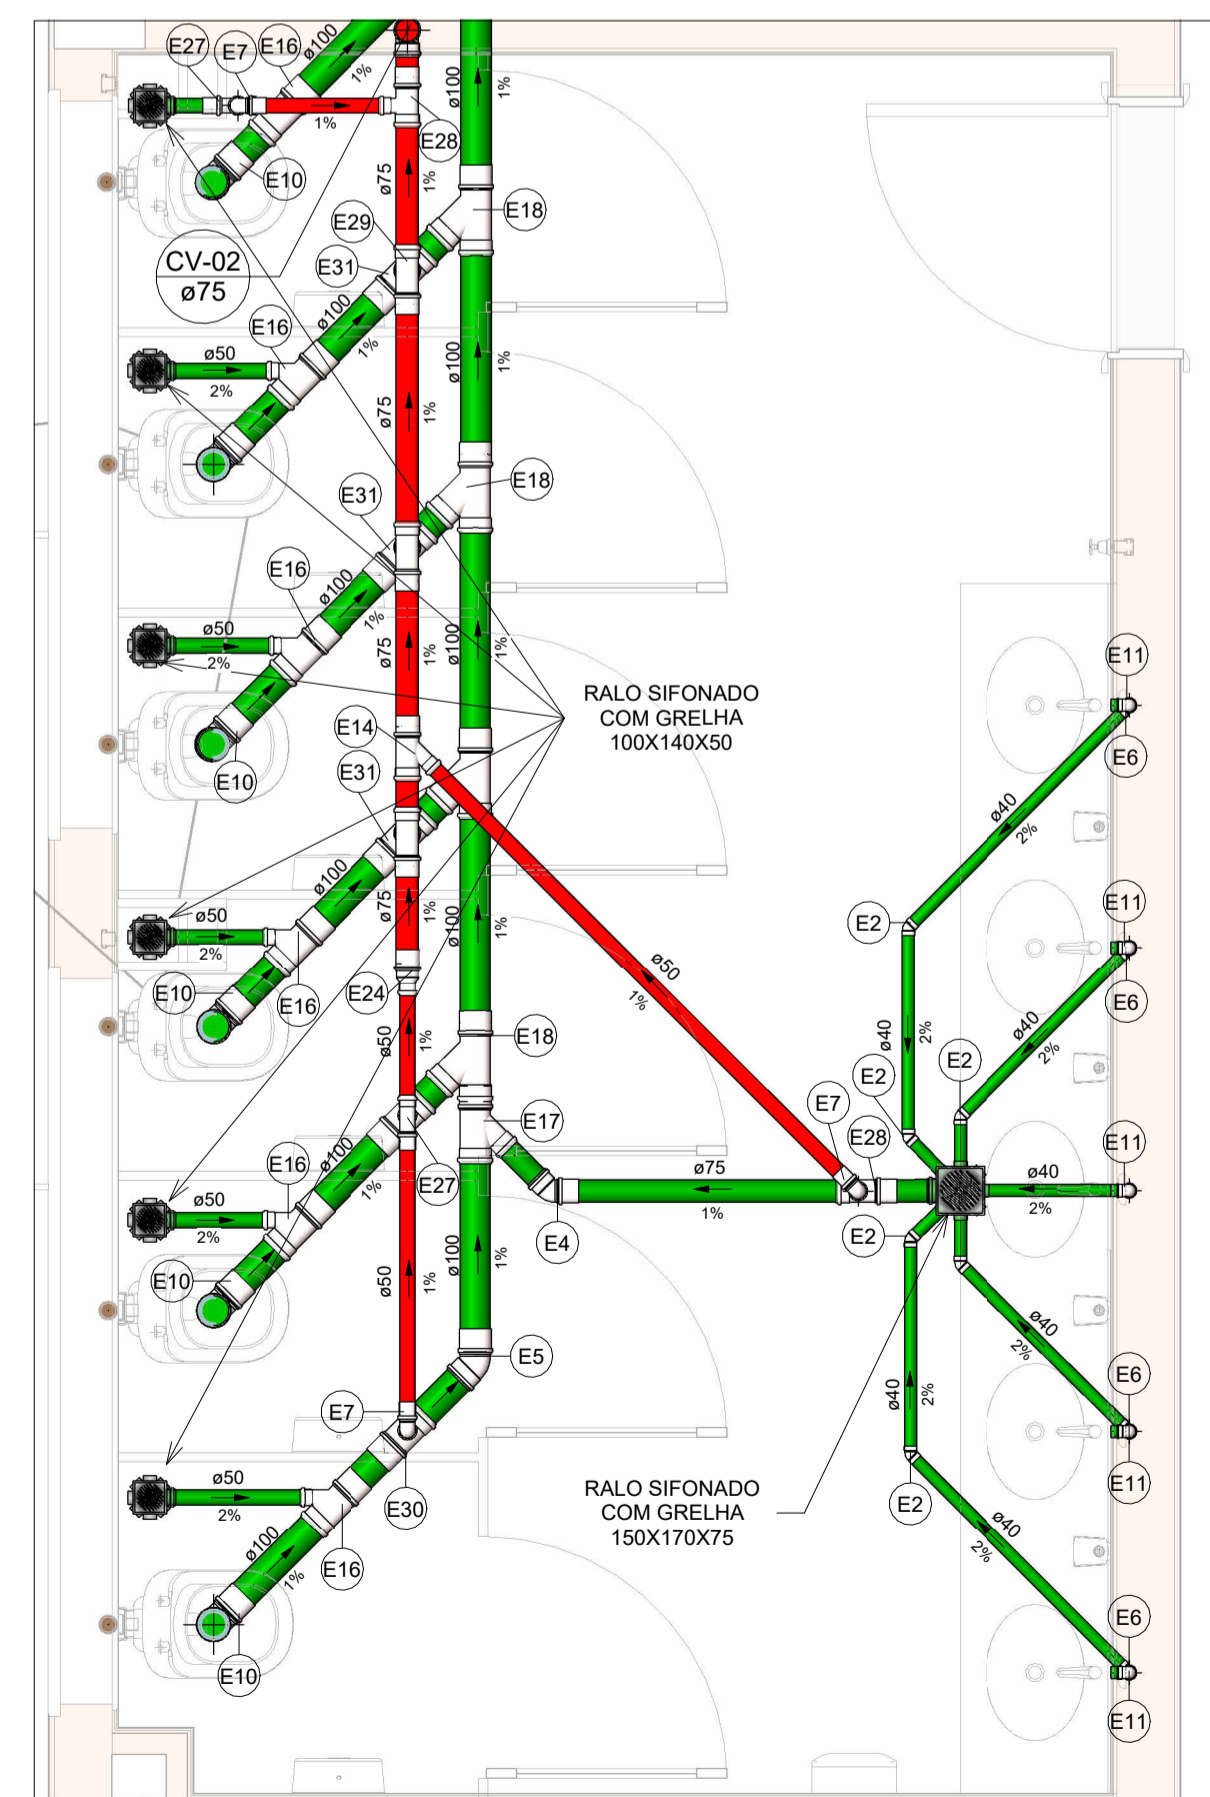 E27
E7
E16
ø100
1%
1%
E28
E10
ø75
1%
ø100
1%
E18
E29
E31
CV-02
ø75
E16
ø100
1%
ø50
2%
ø75
1%
ø100
1%
E18
E31
E16
ø100
1%
ø50
2%
ø75
1%
ø100
1%
E10
E14
E31
RALO SIFONADO
COM GRELHA
100X140X50
E11
E6
ø40
2%
E2
ø40
2%
E11
E6
ø40
2%
E2
E2
ø100
1%
ø50
2%
ø75
1%
ø100
1%
E10
E16
E24
ø50
1%
E18
ø50
1%
E17
E7
E28
E11
ø40
2%
ø75
1%
E4
E2
E16
ø100
1%
E27
ø50
2%
E10
ø50
1%
ø100
1%
E5
ø40
2%
E6
E11
ø40
2%
E2
ø40
2%
E6
E11
E7
E30
ø50
2%
ø100
1%
E16
E10
RALO SIFONADO
COM GRELHA
150X170X75